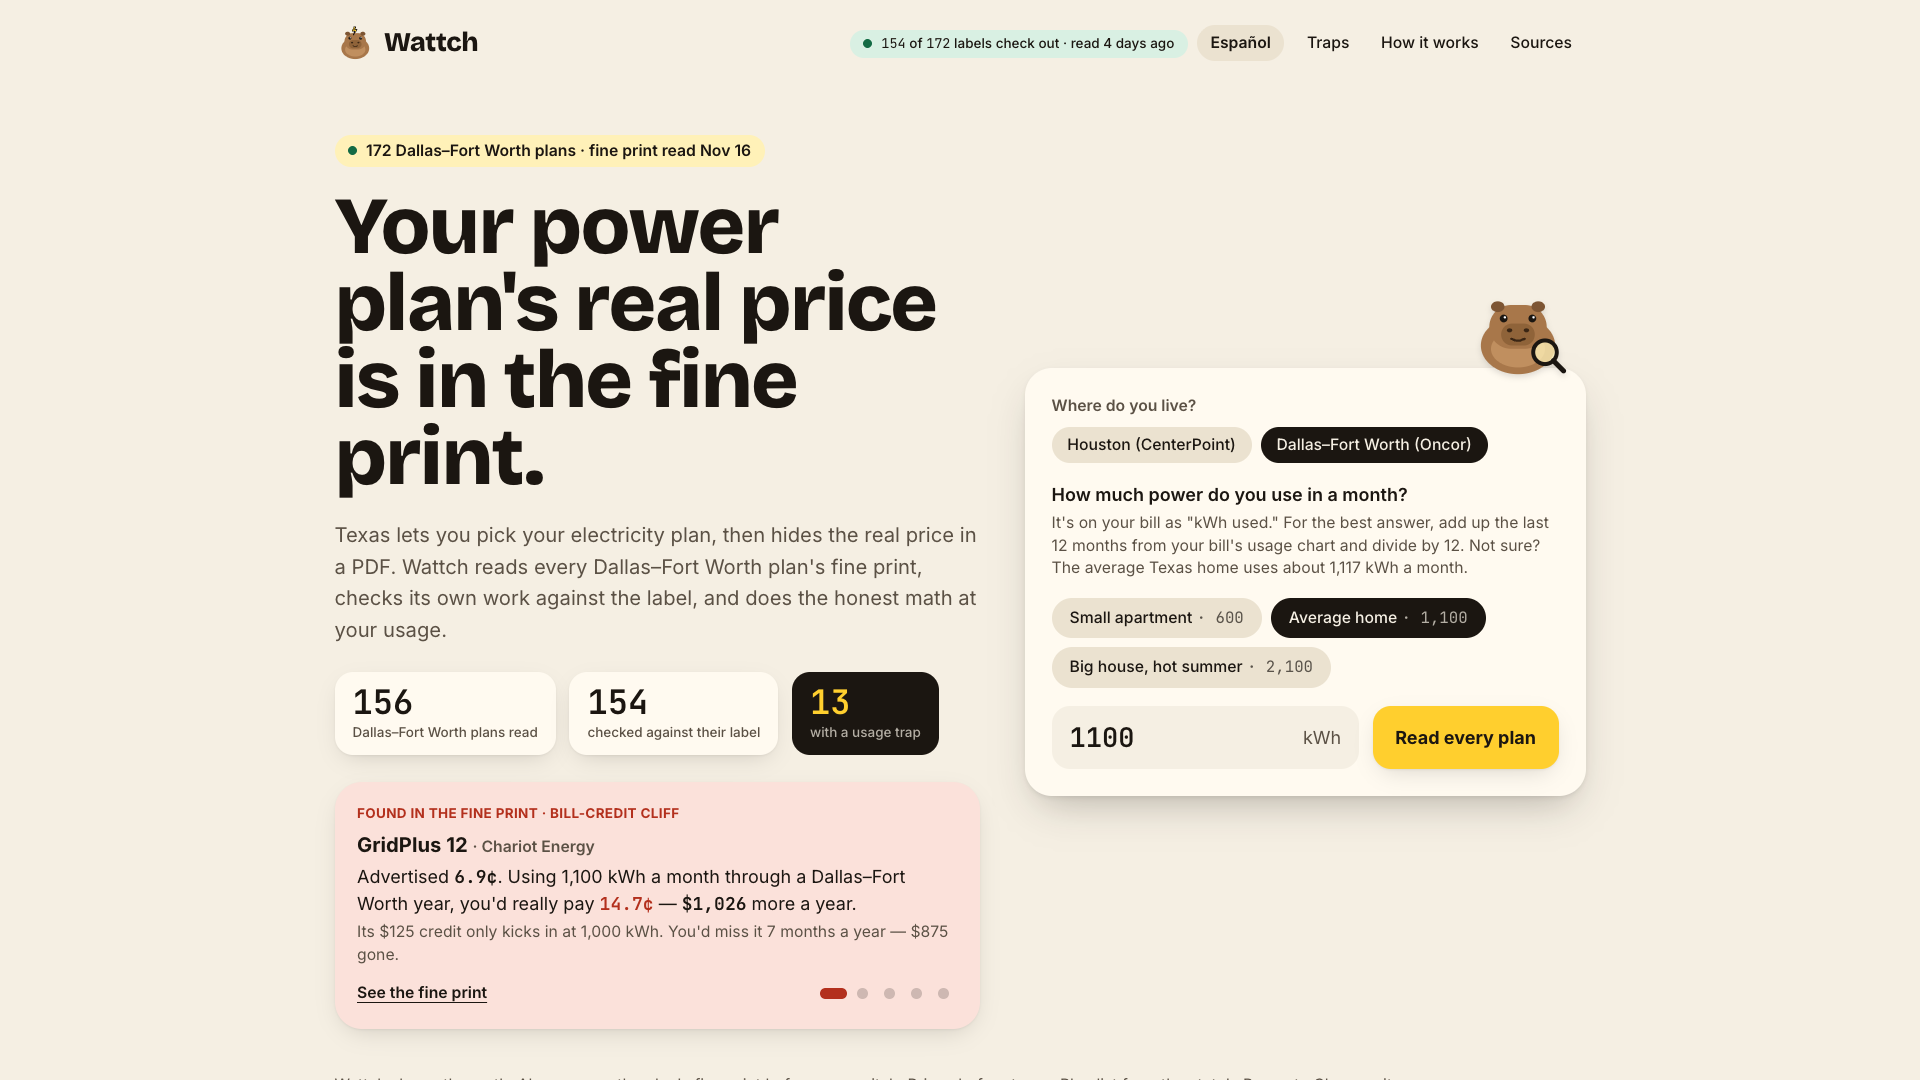 Wattch
154 of 172 labels check out · read 4 days ago
Español
Traps
How it works
Sources
172 Dallas–Fort Worth plans · fine print read Nov 16
Your power
plan's real price
is in the fine
print.
Texas lets you pick your electricity plan, then hides the real price in
a PDF. Wattch reads every Dallas–Fort Worth plan's fine print,
checks its own work against the label, and does the honest math at
your usage.
156
Dallas–Fort Worth plans read
154
checked against their label
13
with a usage trap
FOUND IN THE FINE PRINT · BILL-CREDIT CLIFF
GridPlus 12 · Chariot Energy
Advertised 6.9¢. Using 1,100 kWh a month through a Dallas–Fort
Worth year, you'd really pay 14.7¢ — $1,026 more a year.
Its $125 credit only kicks in at 1,000 kWh. You'd miss it 7 months a year — $875
gone.
See the fine print
Where do you live?
Houston (CenterPoint)
Dallas–Fort Worth (Oncor)
How much power do you use in a month?
It's on your bill as "kWh used." For the best answer, add up the last
12 months from your bill's usage chart and divide by 12. Not sure?
The average Texas home uses about 1,117 kWh a month.
Small apartment · 600
Average home · 1,100
Big house, hot summer · 2,100
1100
kWh
Read every plan